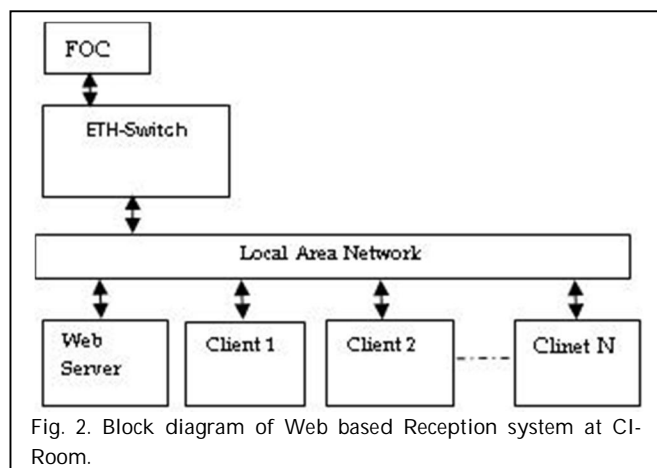 FOC
ETH-Switch
Local Area Network
Web
Server
Client 1
Client 2
Clinet N
Fig. 2. Block diagram of Web based Reception system at CI-
Room.